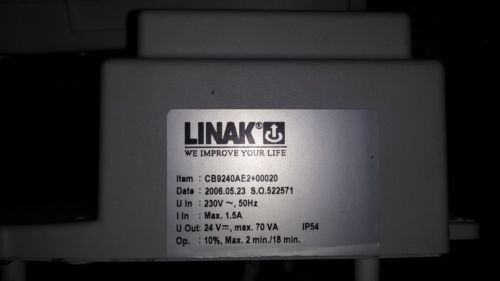 LINAK®
WE IMPROVE YOUR LIFE
Item : CB9240AE2+00020
Date : 2006.05.23 S.O.522571
U In : 230V ~, 50Hz
I In : Max. 1.5A
U Out: 24 V⎓, max. 70 VA IP54
Op. : 10%, Max. 2 min./18 min.